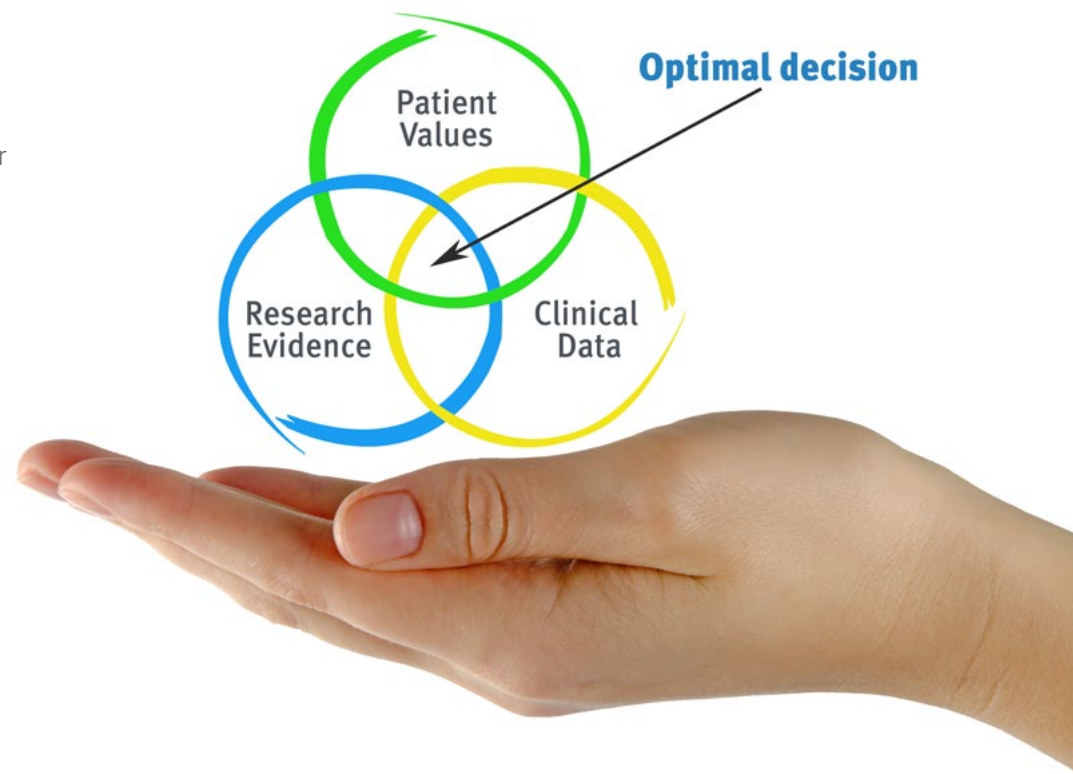 Optimal decision
Patient
Values
r
Research
Evidence
Clinical
Data